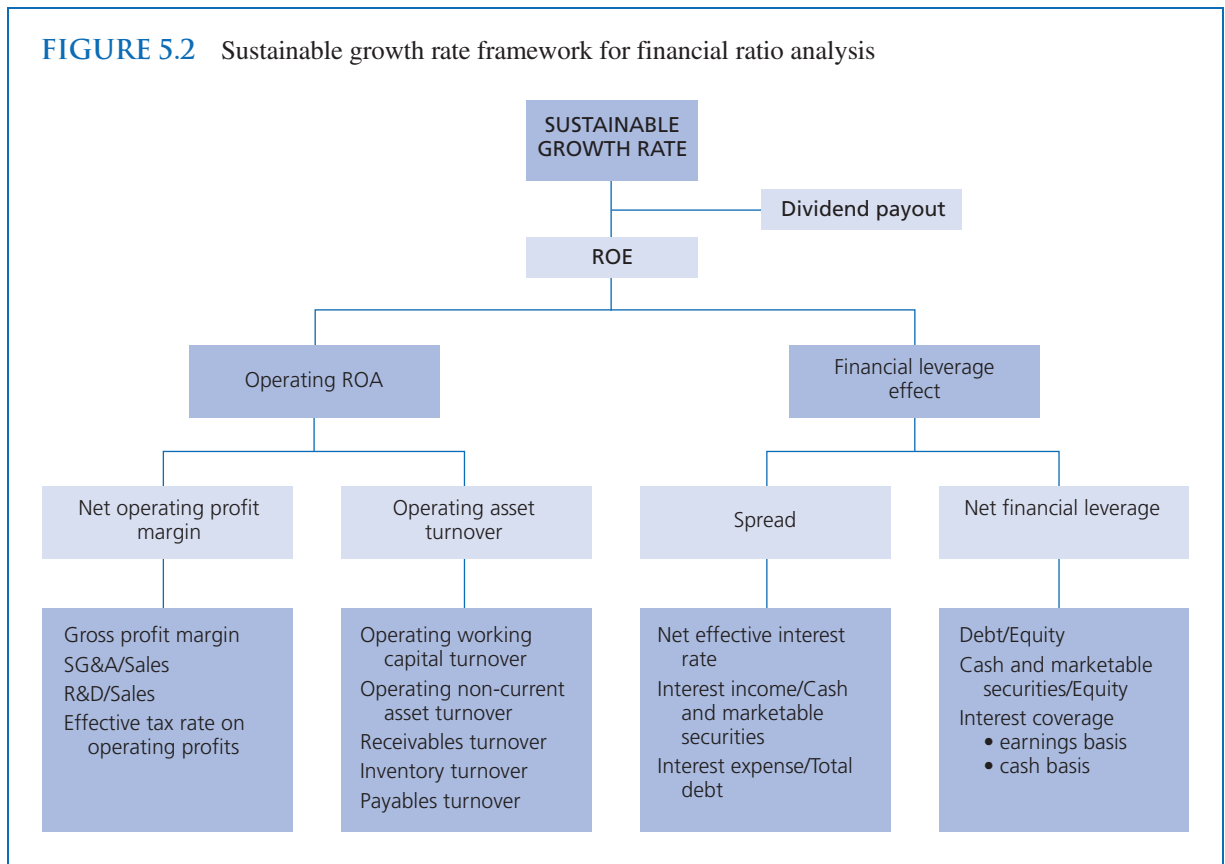 FIGURE 5.2 Sustainable growth rate framework for financial ratio analysis
SUSTAINABLE
GROWTH RATE
Dividend payout
ROE
Operating ROA
Financial leverage
effect
Net operating profit
margin
Operating asset
turnover
Spread
Net financial leverage
Gross profit margin
SG&A/Sales
R&D/Sales
Effective tax rate on
operating profits
Operating working
capital turnover
Operating non-current
asset turnover
Receivables turnover
Inventory turnover
Payables turnover
Net effective interest
rate
Interest income/Cash
and marketable
securities
Interest expense/Total
debt
Debt/Equity
Cash and marketable
securities/Equity
Interest coverage
• earnings basis
• cash basis